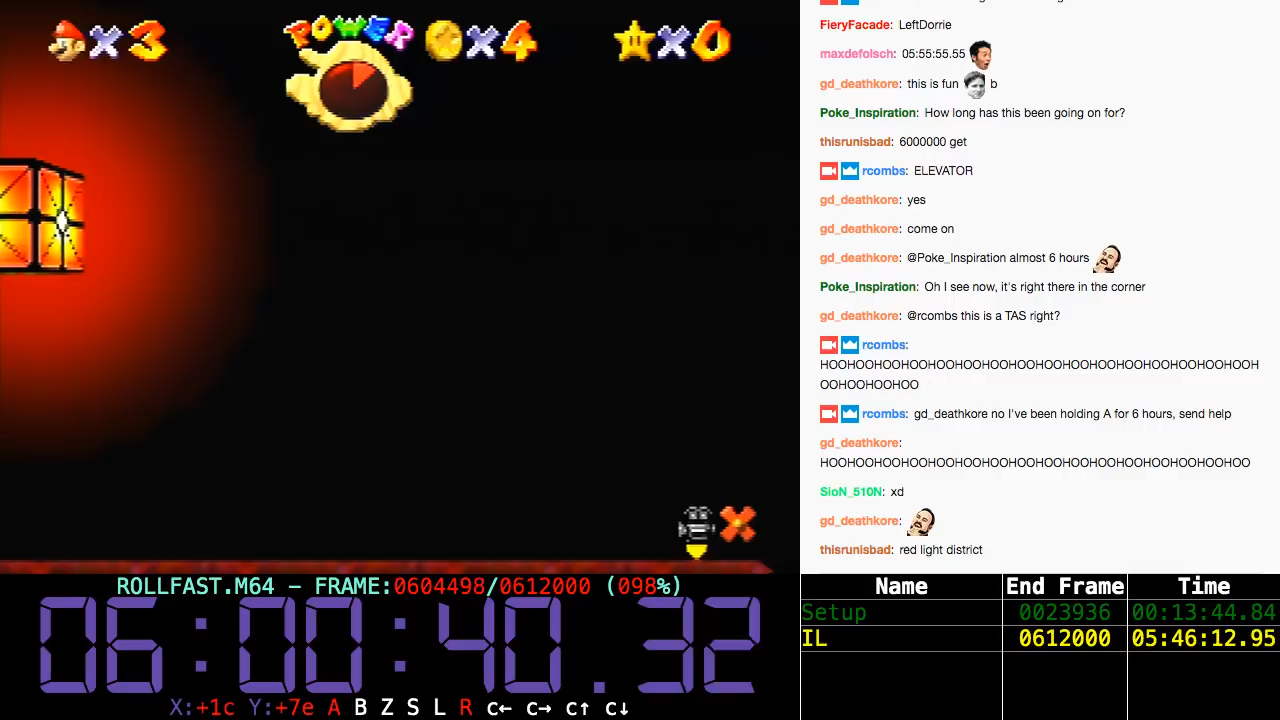 ×3 POWER ×4 ×0
FieryFacade: LeftDorrie
maxdefolsch: 05:55:55.55
gd_deathkore: this is fun b
Poke_Inspiration: How long has this been going on for?
thisrunisbad: 6000000 get
rcombs: ELEVATOR
gd_deathkore: yes
gd_deathkore: come on
gd_deathkore: @Poke_Inspiration almost 6 hours
Poke_Inspiration: Oh I see now, it's right there in the corner
gd_deathkore: @rcombs this is a TAS right?
rcombs:
HOOHOOHOOHOOHOOHOOHOOHOOHOOHOOHOOHOOHOOHOOHOOHOOH
OOHOOHOOHOO
rcombs: gd_deathkore no I've been holding A for 6 hours, send help
gd_deathkore:
HOOHOOHOOHOOHOOHOOHOOHOOHOOHOOHOOHOOHOOHOOHOOHOO
SioN_510N: xd
gd_deathkore:
thisrunisbad: red light district
ROLLFAST.M64 – FRAME:0604498/0612000 (098%)
06:00:40.32
X:+1c Y:+7e A B Z S L R C← C→ C↑ C↓
Name End Frame Time
Setup 0023936 00:13:44.84
IL 0612000 05:46:12.95